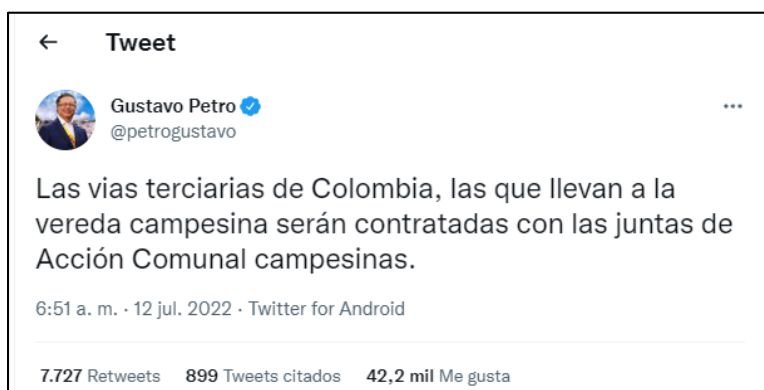 Tweet
Gustavo Petro
@petrogustavo
Las vias terciarias de Colombia, las que llevan a la
vereda campesina serán contratadas con las juntas de
Acción Comunal campesinas.
6:51 a. m. · 12 jul. 2022 · Twitter for Android
7.727 Retweets 899 Tweets citados 42,2 mil Me gusta